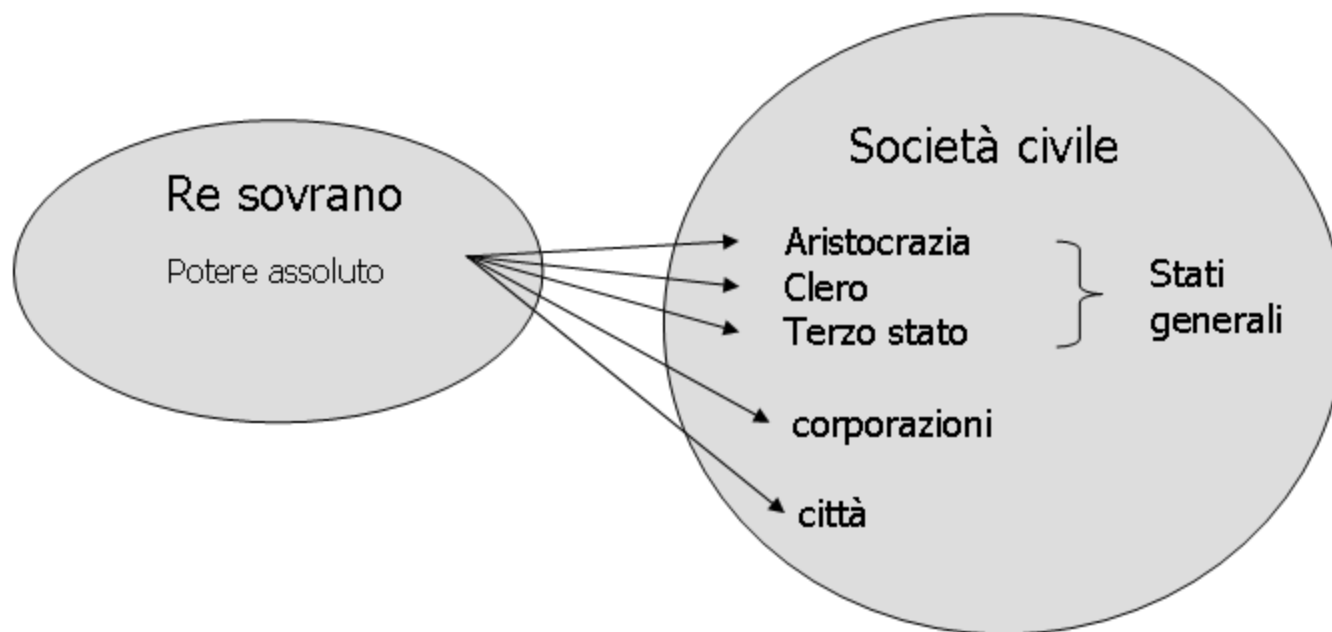 Società civile
Re sovrano
Potere assoluto
Aristocrazia
Clero
Terzo stato
Stati
generali
corporazioni
città